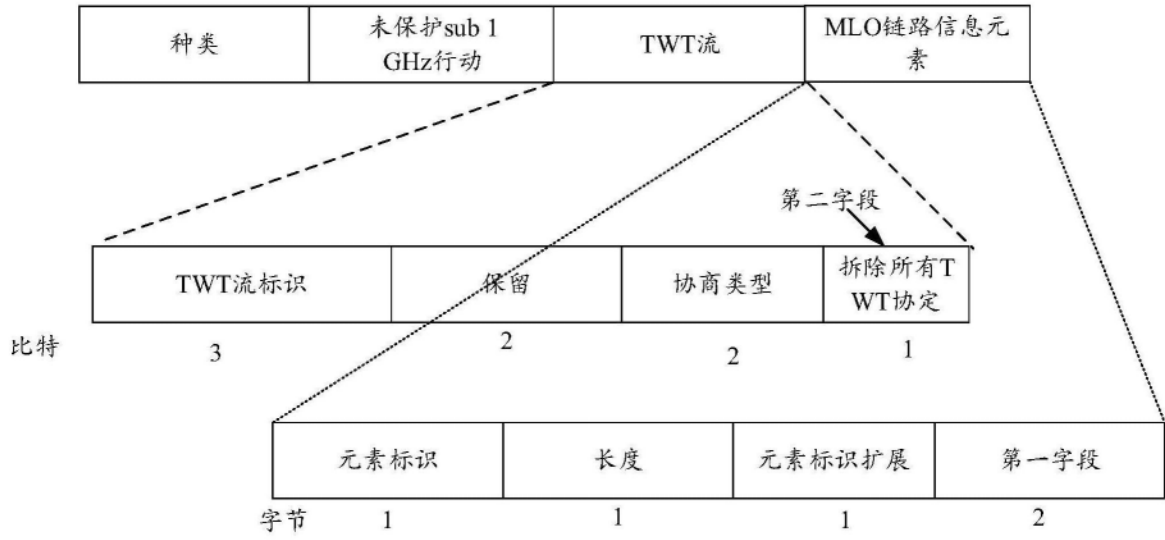 种类
未保护sub 1
GHz行动
TWT流
MLO链路信息元
素
第二字段
TWT流标识
保留
协商类型
拆除所有T
WT协定
比特
3
2
2
1
元素标识
长度
元素标识扩展
第一字段
字节
1
1
1
2